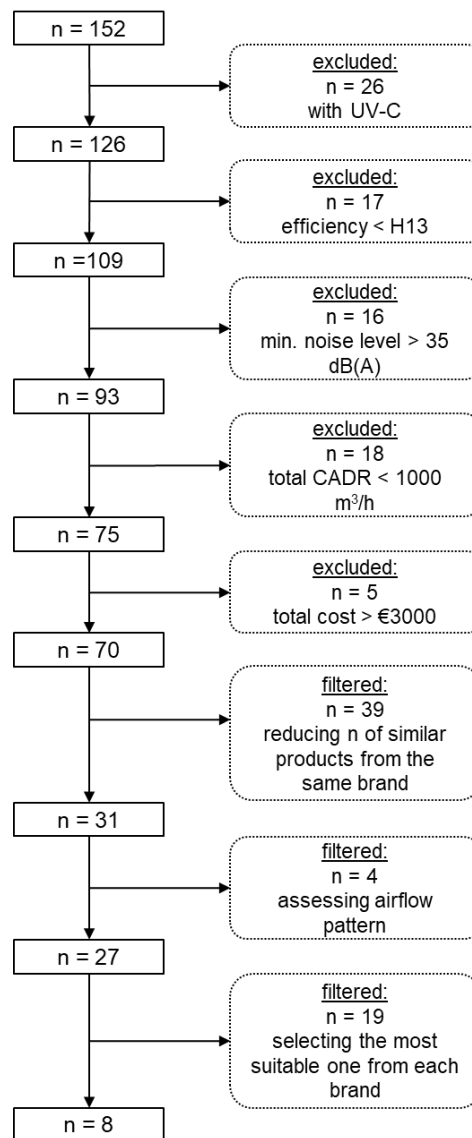 n = 152
excluded:
n = 26
with UV-C
n = 126
excluded:
n = 17
efficiency < H13
n =109
excluded:
n = 16
min. noise level > 35
dB(A)
n = 93
excluded:
n = 18
total CADR < 1000
m³/h
n = 75
excluded:
n = 5
total cost > €3000
n = 70
filtered:
n = 39
reducing n of similar
products from the
same brand
n = 31
filtered:
n = 4
assessing airflow
pattern
n = 27
filtered:
n = 19
selecting the most
suitable one from each
brand
n = 8